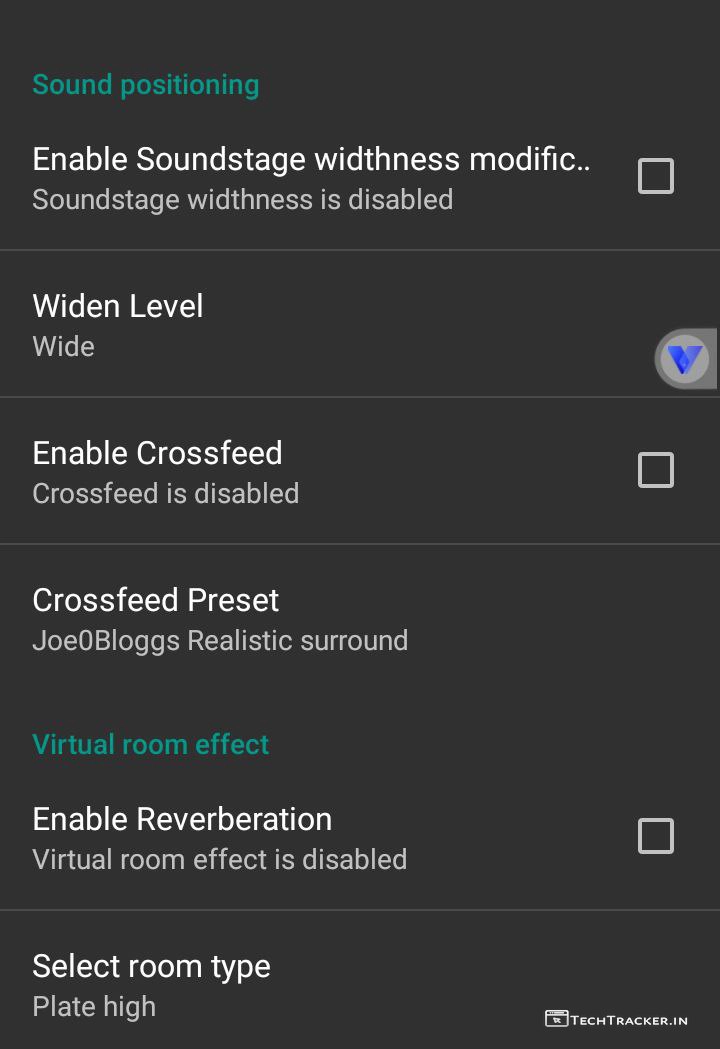 Sound positioning
Enable Soundstage widthness modific..
Soundstage widthness is disabled
Widen Level
Wide
Enable Crossfeed
Crossfeed is disabled
Crossfeed Preset
Joe0Bloggs Realistic surround
Virtual room effect
Enable Reverberation
Virtual room effect is disabled
Select room type
Plate high
TECHTRACKER.IN